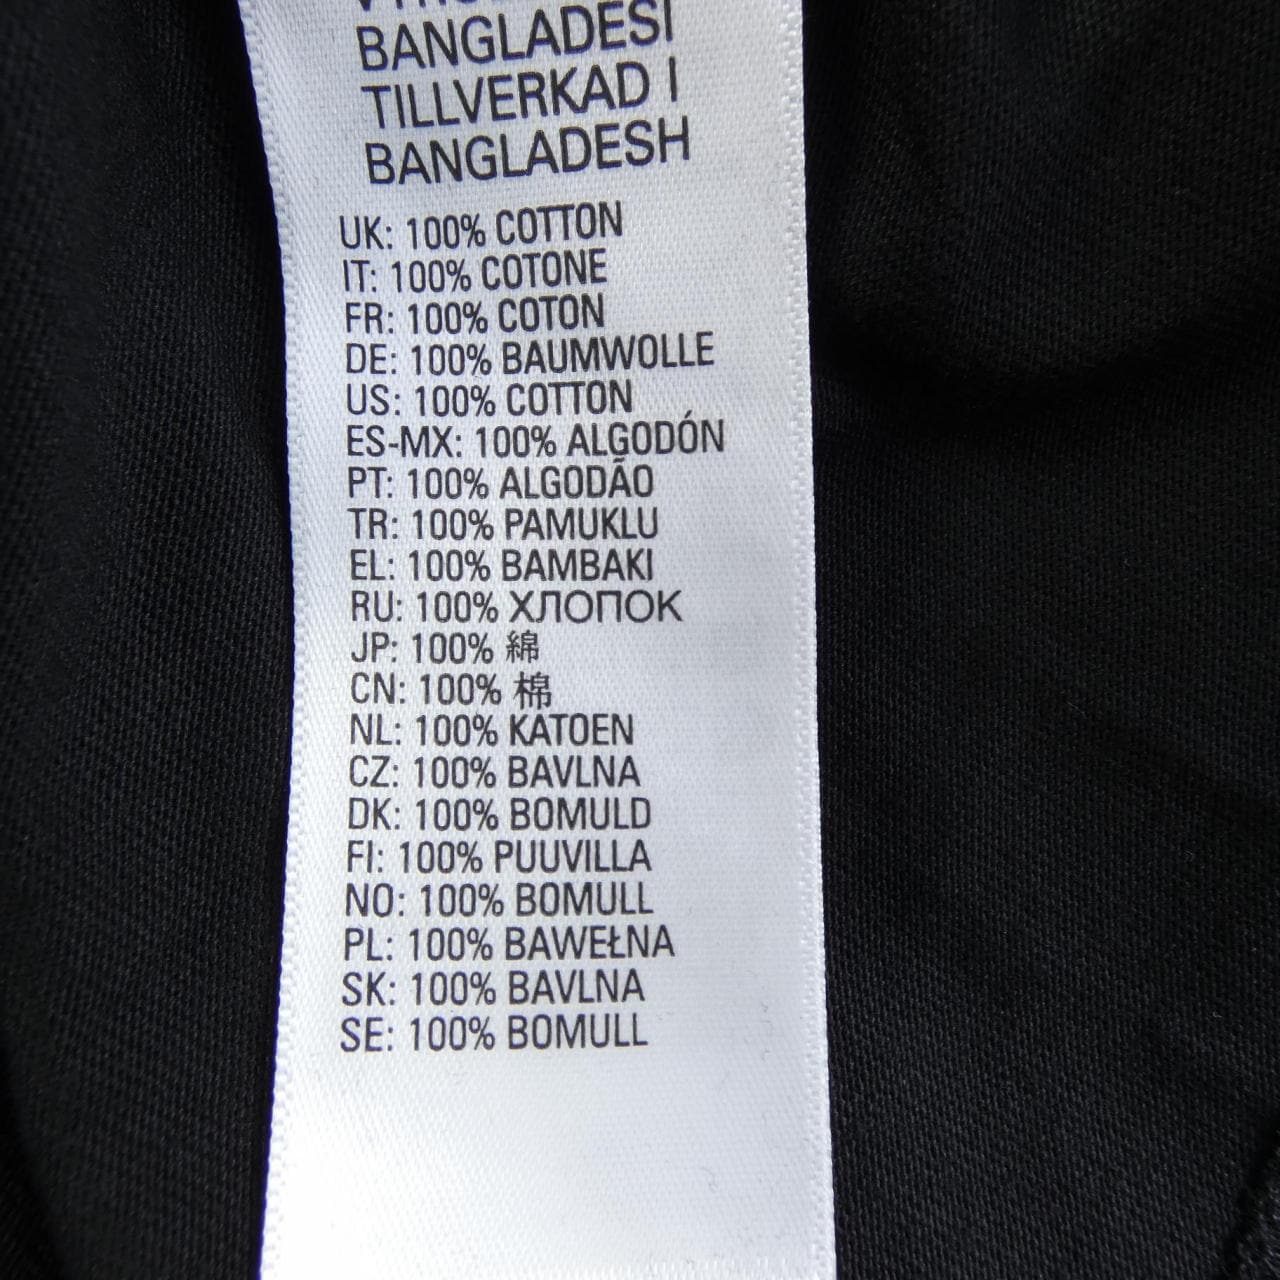 BANGLADESI
TILLVERKAD I
BANGLADESH
UK: 100% COTTON
IT: 100% COTONE
FR: 100% COTON
DE: 100% BAUMWOLLE
US: 100% COTTON
ES-MX: 100% ALGODÓN
PT: 100% ALGODÃO
TR: 100% PAMUKLU
EL: 100% BAMBAKI
RU: 100% ХЛОПОК
JP: 100% 綿
CN: 100% 棉
NL: 100% KATOEN
CZ: 100% BAVLNA
DK: 100% BOMULD
FI: 100% PUUVILLA
NO: 100% BOMULL
PL: 100% BAWEŁNA
SK: 100% BAVLNA
SE: 100% BOMULL